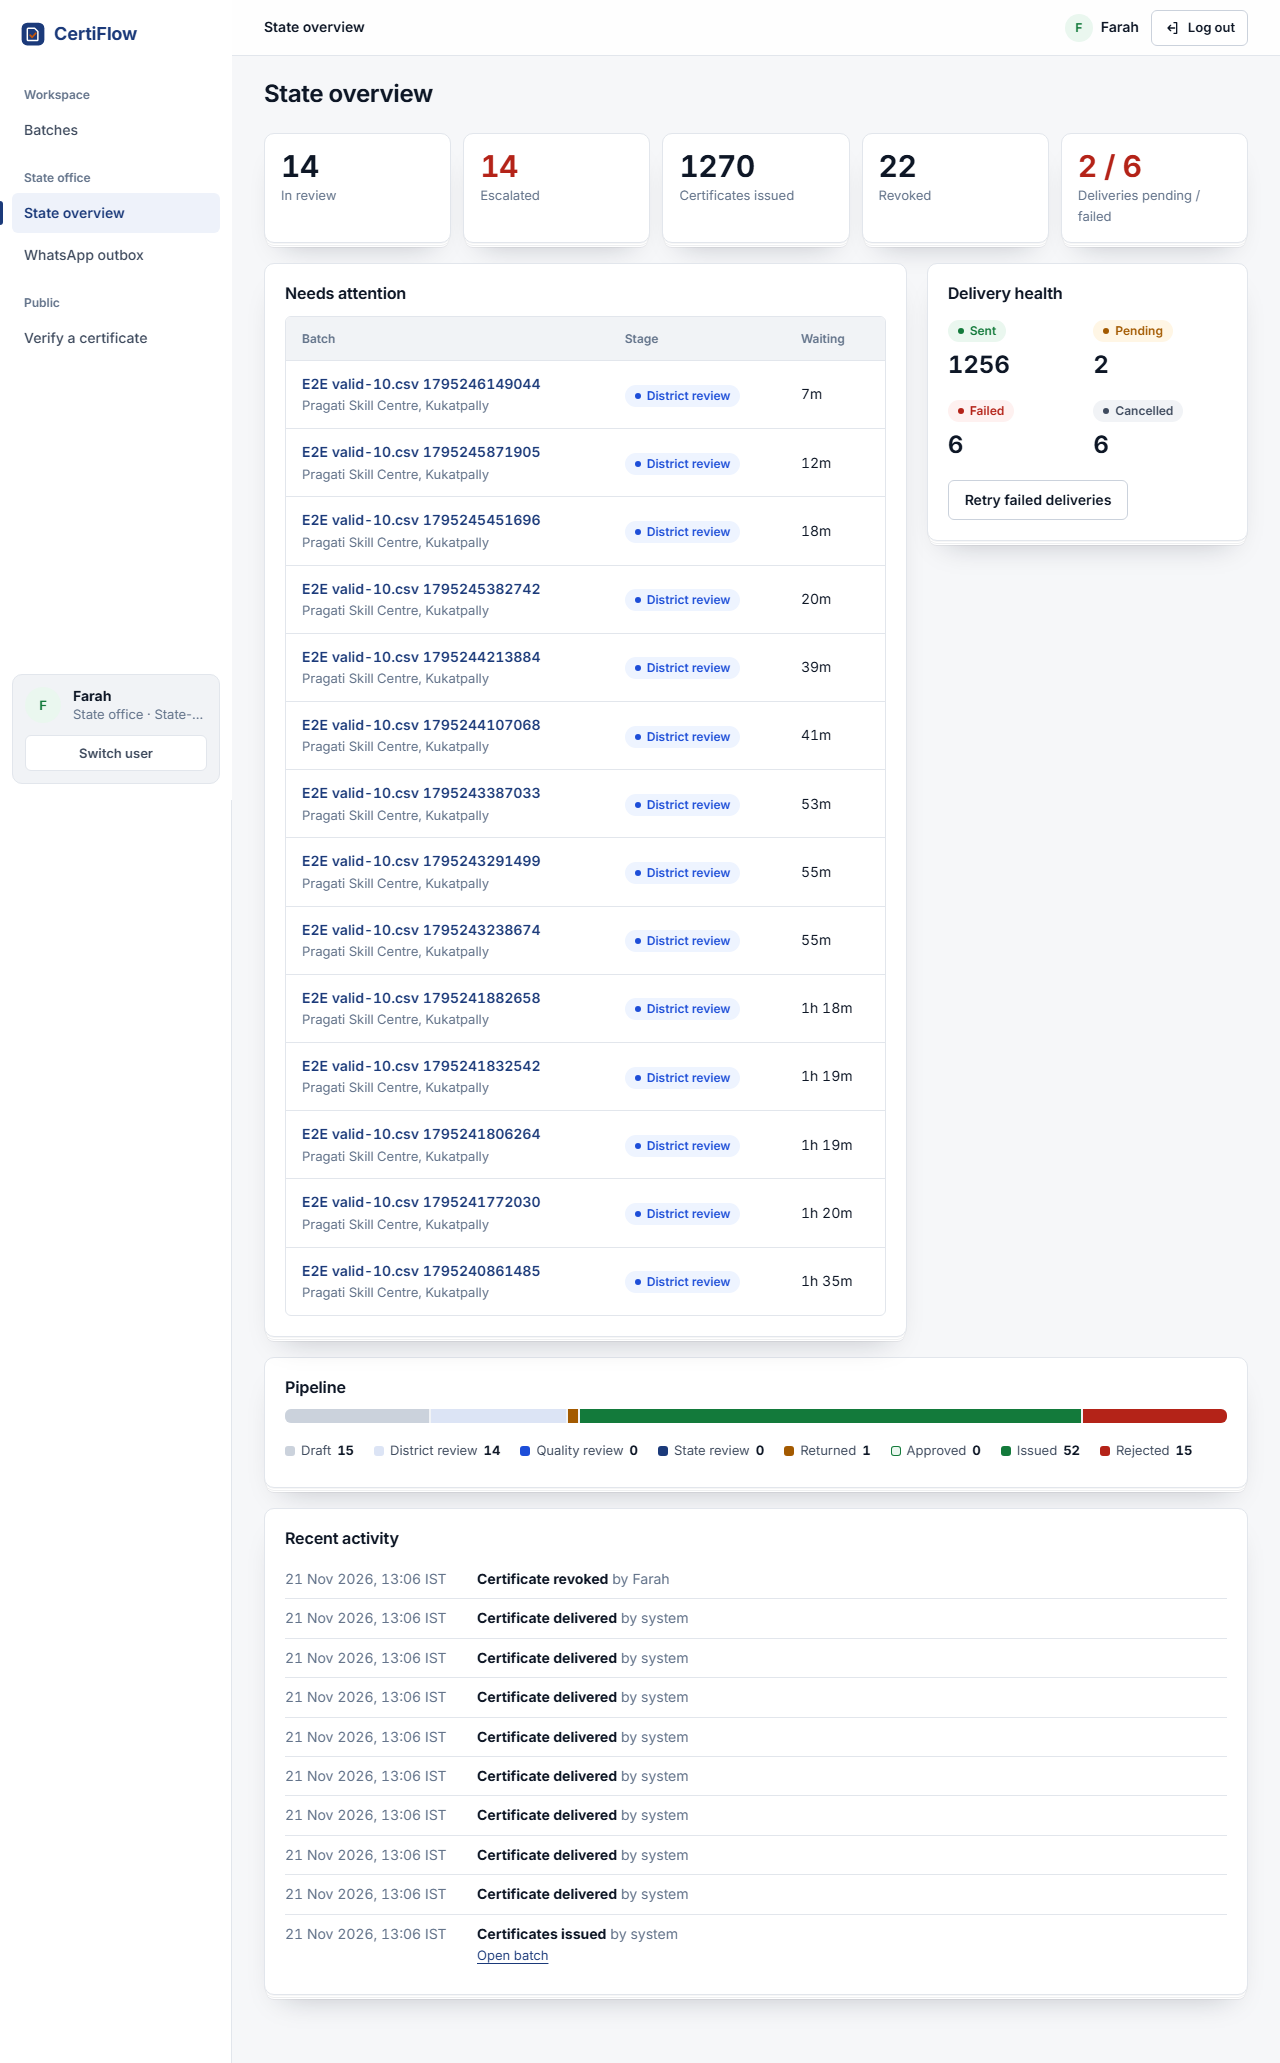 CertiFlow
Workspace
Batches
State office
State overview
WhatsApp outbox
Public
Verify a certificate
F
Farah
State office · State-...
Switch user
State overview
F Farah
Log out
State overview
14
In review
14
Escalated
1270
Certificates issued
22
Revoked
2 / 6
Deliveries pending /
failed
Needs attention
Batch Stage Waiting
E2E valid-10.csv 1795246149044
Pragati Skill Centre, Kukatpally
District review
7m
E2E valid-10.csv 1795245871905
Pragati Skill Centre, Kukatpally
District review
12m
E2E valid-10.csv 1795245451696
Pragati Skill Centre, Kukatpally
District review
18m
E2E valid-10.csv 1795245382742
Pragati Skill Centre, Kukatpally
District review
20m
E2E valid-10.csv 1795244213884
Pragati Skill Centre, Kukatpally
District review
39m
E2E valid-10.csv 1795244107068
Pragati Skill Centre, Kukatpally
District review
41m
E2E valid-10.csv 1795243387033
Pragati Skill Centre, Kukatpally
District review
53m
E2E valid-10.csv 1795243291499
Pragati Skill Centre, Kukatpally
District review
55m
E2E valid-10.csv 1795243238674
Pragati Skill Centre, Kukatpally
District review
55m
E2E valid-10.csv 1795241882658
Pragati Skill Centre, Kukatpally
District review
1h 18m
E2E valid-10.csv 1795241832542
Pragati Skill Centre, Kukatpally
District review
1h 19m
E2E valid-10.csv 1795241806264
Pragati Skill Centre, Kukatpally
District review
1h 19m
E2E valid-10.csv 1795241772030
Pragati Skill Centre, Kukatpally
District review
1h 20m
E2E valid-10.csv 1795240861485
Pragati Skill Centre, Kukatpally
District review
1h 35m
Delivery health
Sent Pending
1256 2
Failed Cancelled
6 6
Retry failed deliveries
Pipeline
Draft 15 District review 14 Quality review 0 State review 0 Returned 1 Approved 0 Issued 52 Rejected 15
Recent activity
21 Nov 2026, 13:06 IST Certificate revoked by Farah
21 Nov 2026, 13:06 IST Certificate delivered by system
21 Nov 2026, 13:06 IST Certificate delivered by system
21 Nov 2026, 13:06 IST Certificate delivered by system
21 Nov 2026, 13:06 IST Certificate delivered by system
21 Nov 2026, 13:06 IST Certificate delivered by system
21 Nov 2026, 13:06 IST Certificate delivered by system
21 Nov 2026, 13:06 IST Certificate delivered by system
21 Nov 2026, 13:06 IST Certificate delivered by system
21 Nov 2026, 13:06 IST Certificates issued by system
Open batch